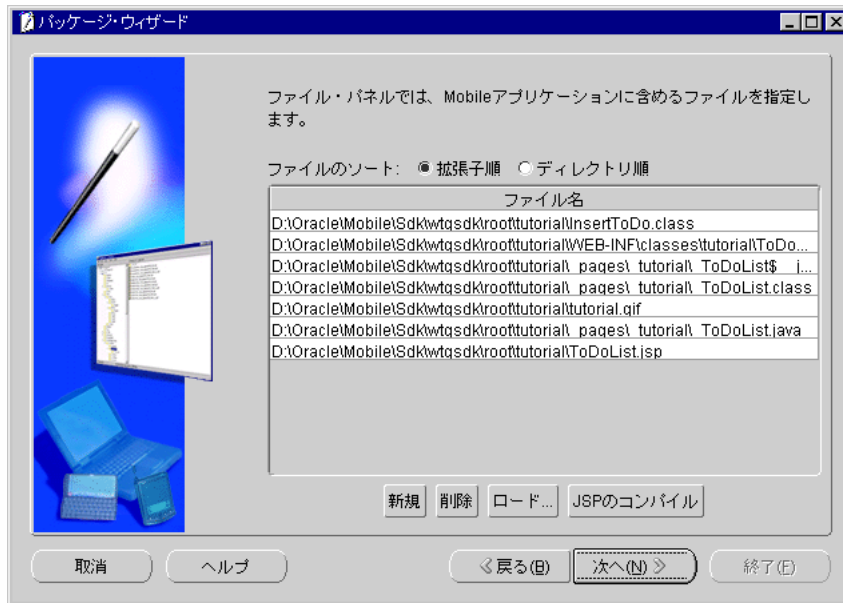 パッケージ・ウィザード
ファイル・パネルでは、Mobileアプリケーションに含めるファイルを指定し
ます。
ファイルのソート: 拡張子順 ディレクトリ順
ファイル名
D:\Oracle\Mobile\Sdk\wtgsdk\root\tutorial\InsertToDo.class
D:\Oracle\Mobile\Sdk\wtgsdk\root\tutorial\WEB-INF\classes\tutorial\ToDo...
D:\Oracle\Mobile\Sdk\wtgsdk\root\tutorial\_pages\_tutorial\_ToDoList$__j...
D:\Oracle\Mobile\Sdk\wtgsdk\root\tutorial\_pages\_tutorial\_ToDoList.class
D:\Oracle\Mobile\Sdk\wtgsdk\root\tutorial\tutorial.gif
D:\Oracle\Mobile\Sdk\wtgsdk\root\tutorial\_pages\_tutorial\_ToDoList.java
D:\Oracle\Mobile\Sdk\wtgsdk\root\tutorial\ToDoList.jsp
新規 削除 ロード... JSPのコンパイル
取消 ヘルプ 戻る(B) 次へ(N) 終了(F)